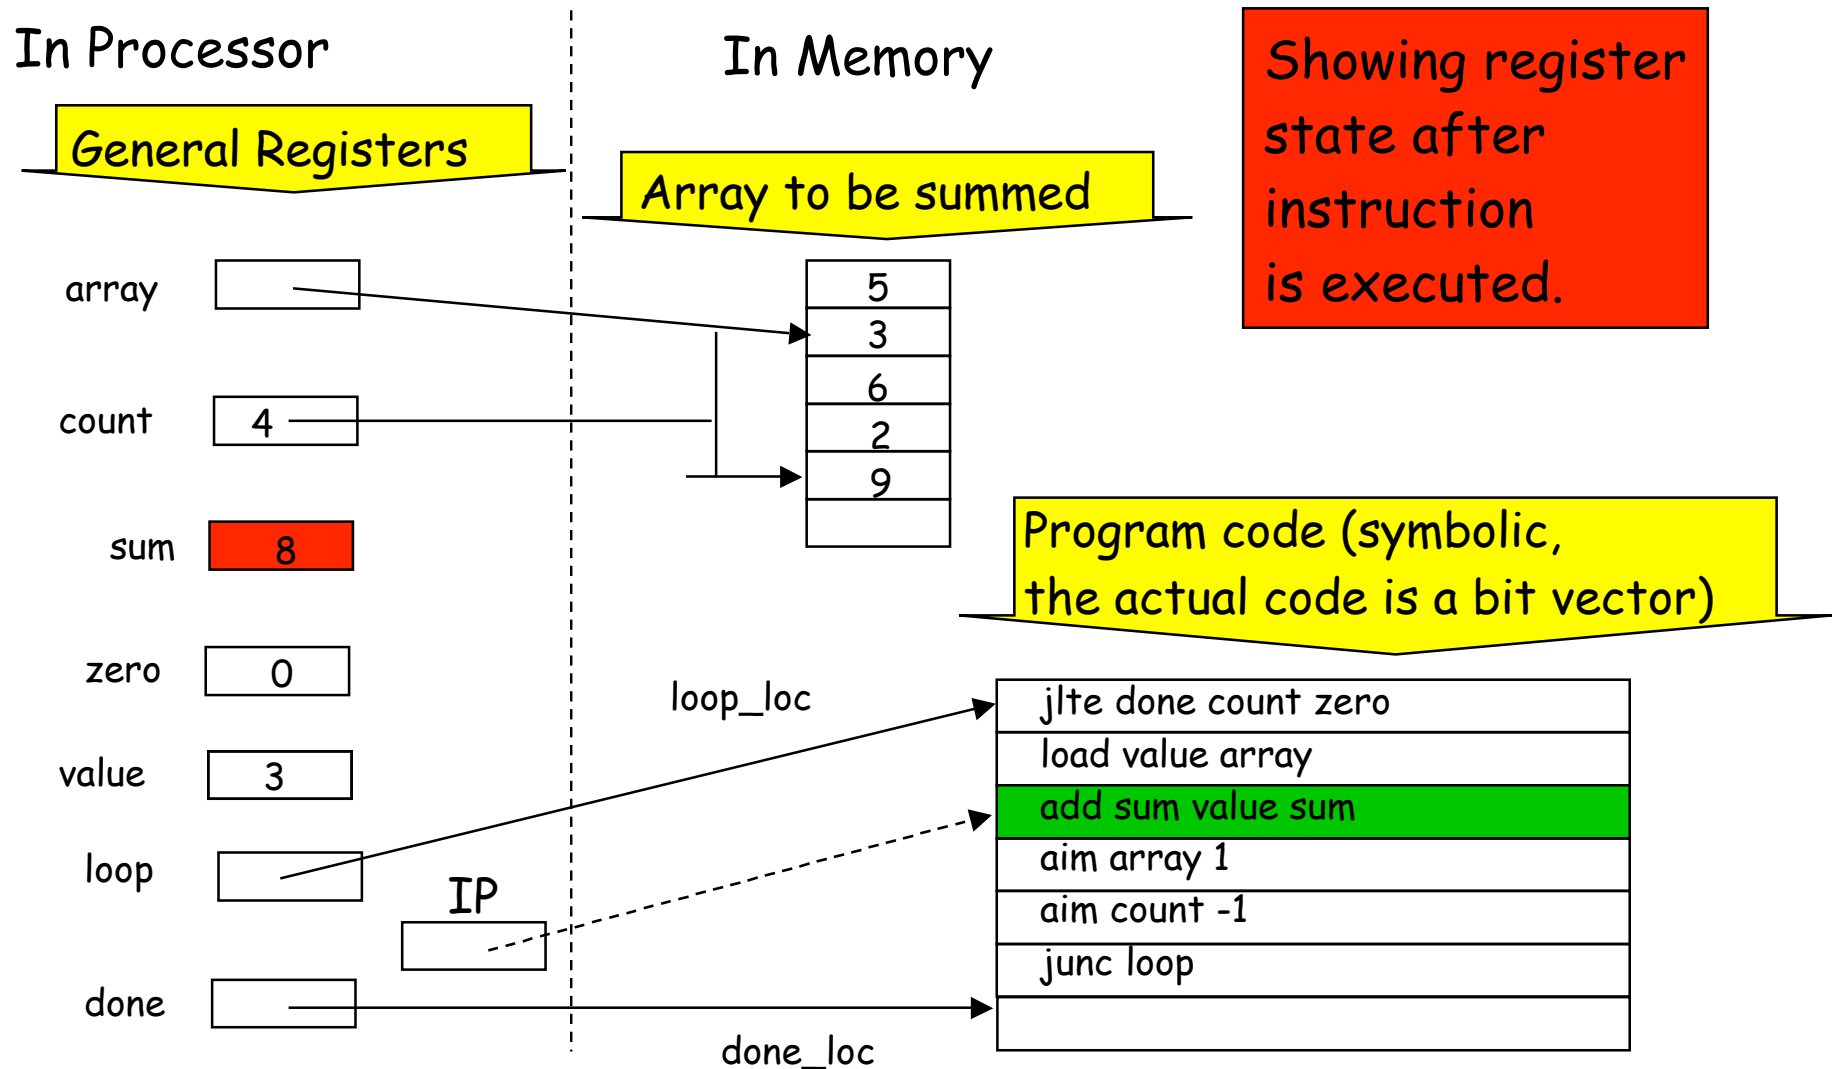 In Processor
In Memory
Showing register
state after
instruction
is executed.
General Registers
Array to be summed
array
5
3
6
2
9
count
4
sum
8
Program code (symbolic,
the actual code is a bit vector)
zero
0
value
3
loop
IP
done
loop_loc
done_loc
jlte done count zero
load value array
add sum value sum
aim array 1
aim count -1
junc loop